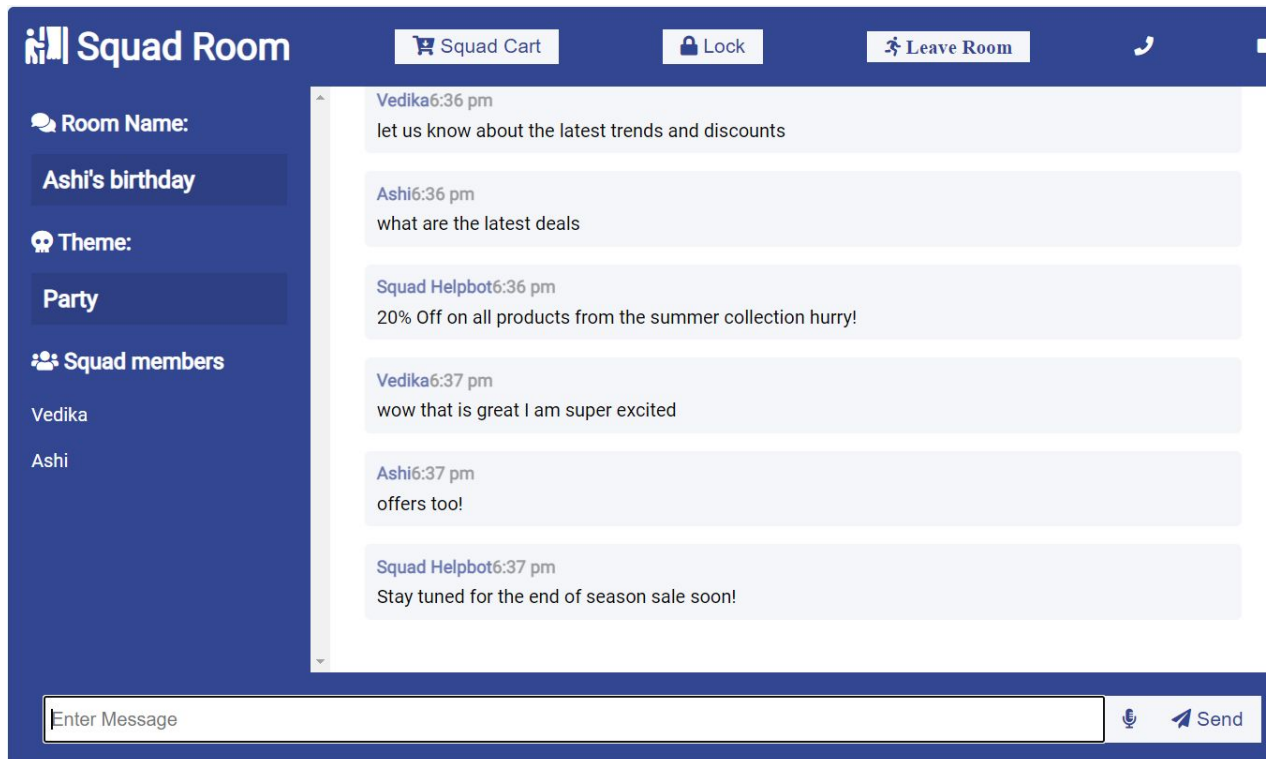 Squad Room
Squad Cart
Lock
Leave Room
Room Name:
Ashi's birthday
Theme:
Party
Squad members
Vedika
Ashi
Vedika6:36 pm
let us know about the latest trends and discounts
Ashi6:36 pm
what are the latest deals
Squad Helpbot6:36 pm
20% Off on all products from the summer collection hurry!
Vedika6:37 pm
wow that is great I am super excited
Ashi6:37 pm
offers too!
Squad Helpbot6:37 pm
Stay tuned for the end of season sale soon!
Enter Message
Send